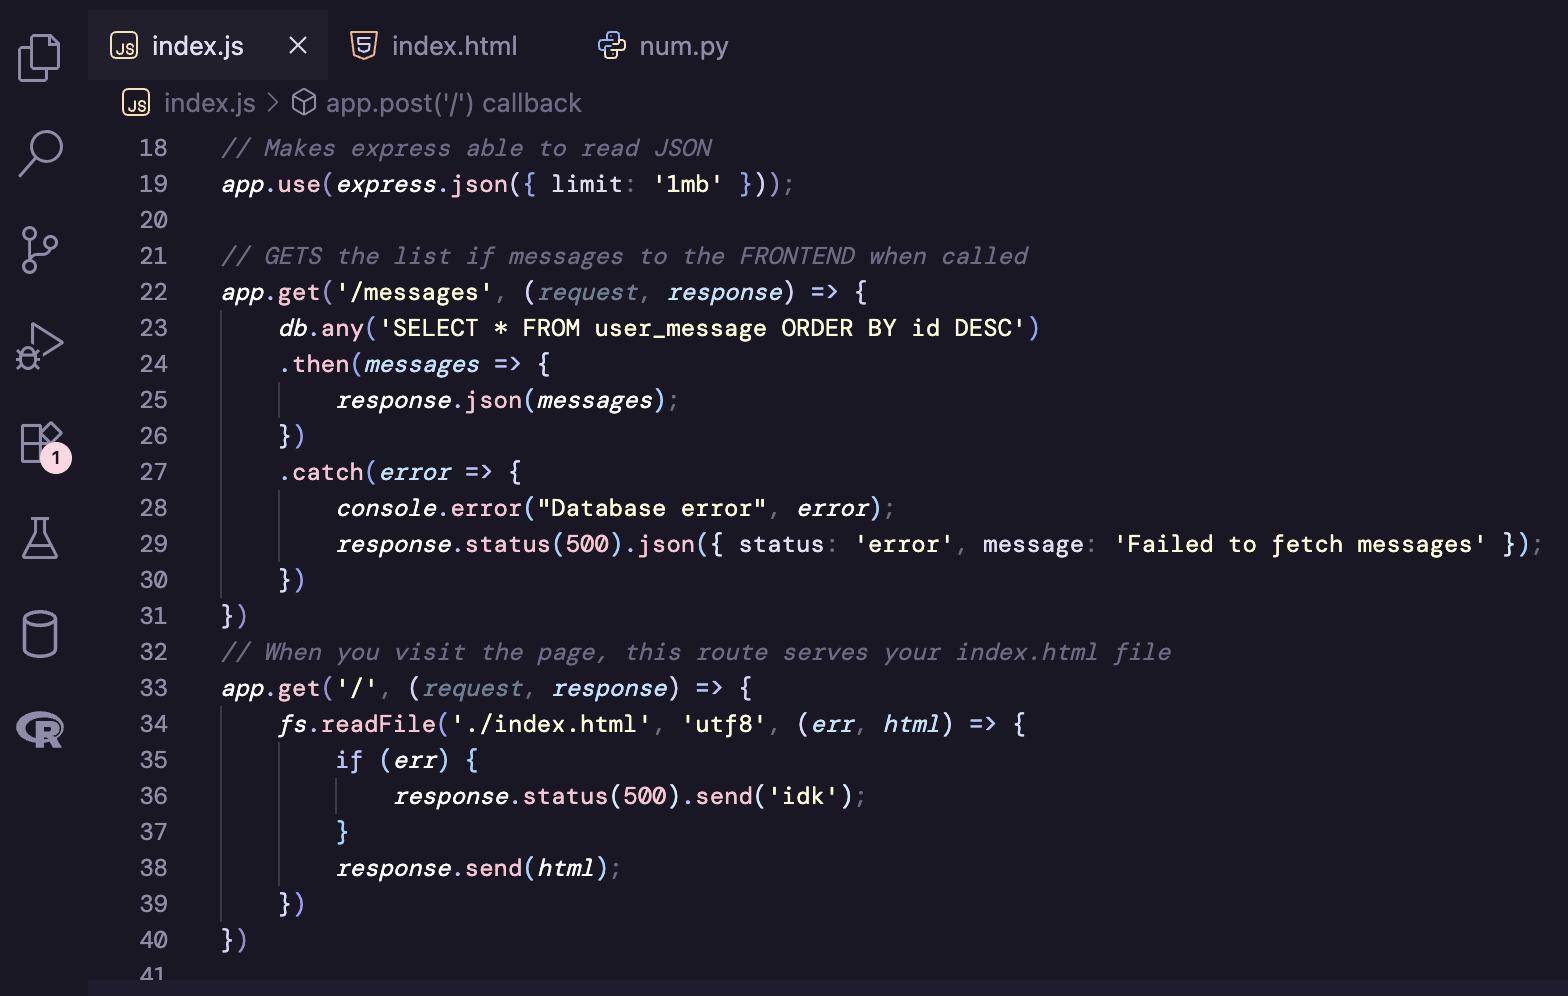 JS index.js × 5 index.html num.py
JS index.js > app.post('/') callback
18 // Makes express able to read JSON
19 app.use(express.json({ limit: '1mb' }));
20
21 // GETS the list if messages to the FRONTEND when called
22 app.get('/messages', (request, response) => {
23 db.any('SELECT * FROM user_message ORDER BY id DESC')
24 .then(messages => {
25 response.json(messages);
26 })
27 .catch(error => {
28 console.error("Database error", error);
29 response.status(500).json({ status: 'error', message: 'Failed to fetch messages' });
30 })
31 })
32 // When you visit the page, this route serves your index.html file
33 app.get('/', (request, response) => {
34 fs.readFile('./index.html', 'utf8', (err, html) => {
35 if (err) {
36 response.status(500).send('idk');
37 }
38 response.send(html);
39 })
40 })
41
1
R